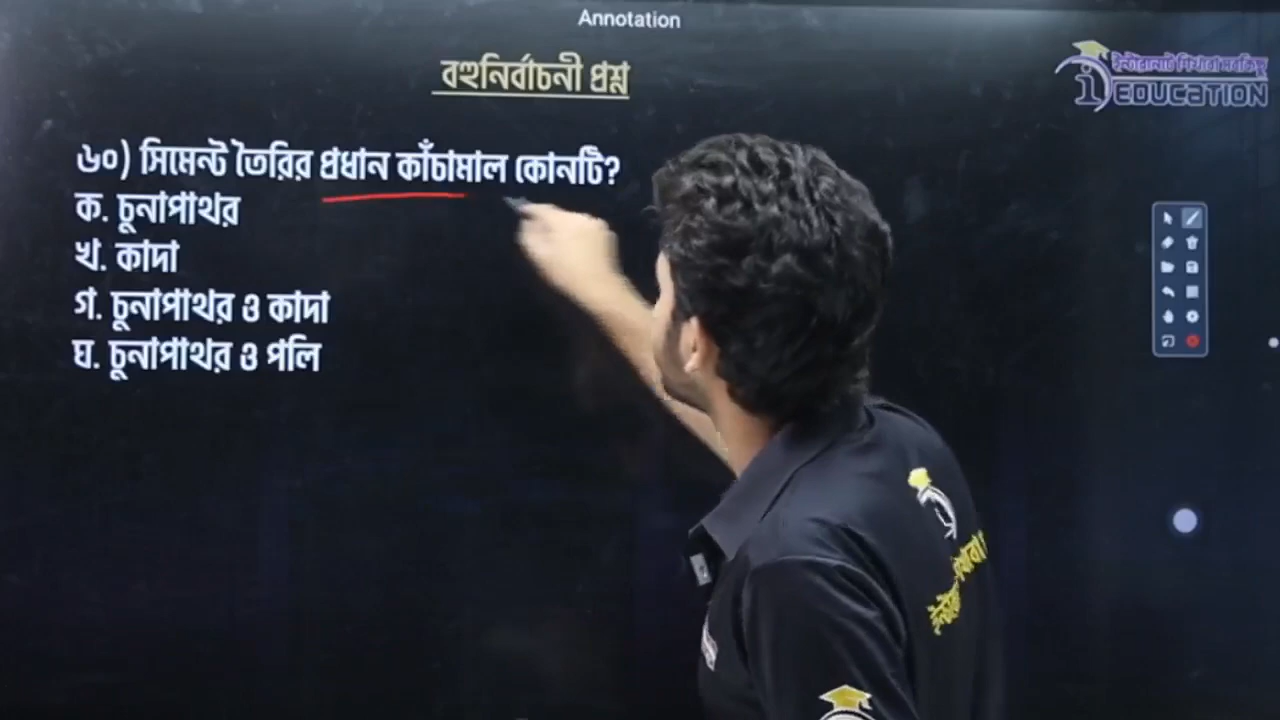 Annotation
বহুনির্বাচনী প্রশ্ন
EDUCATION
৬০) সিমেন্ট তৈরির প্রধান কাঁচামাল কোনটি?
ক. চুনাপাথর
খ. কাদা
গ. চুনাপাথর ও কাদা
ঘ. চুনাপাথর ও পলি